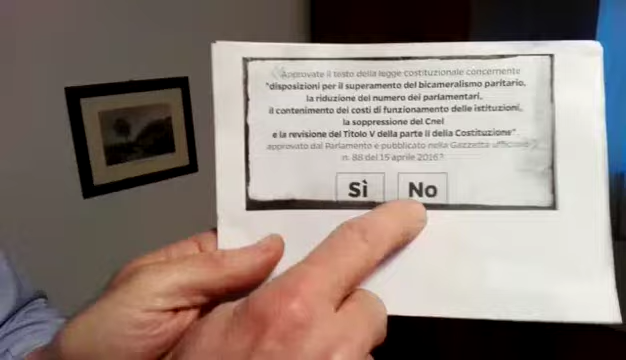 Approvate il testo della legge costituzionale concernente
"disposizioni per il superamento del bicameralismo paritario,
la riduzione del numero dei parlamentari,
il contenimento dei costi di funzionamento delle istituzioni,
la soppressione del Cnel
e la revisione del Titolo V della parte II della Costituzione"
approvato dal Parlamento e pubblicato nella Gazzetta ufficiale
n. 88 del 15 aprile 2016?
Sì No